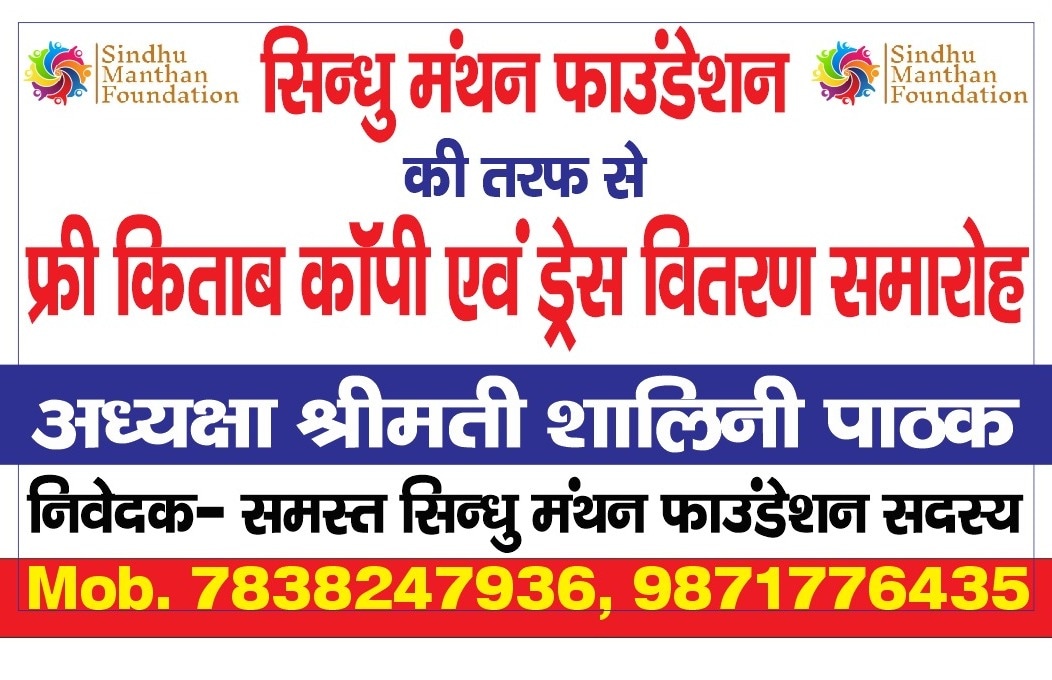 Sindhu
Manthan
Foundation
सिन्धु मंथन फाउंडेशन
Sindhu
Manthan
Foundation
की तरफ से
फ्री किताब कॉपी एवं ड्रेस वितरण समारोह
अध्यक्षा श्रीमती शालिनी पाठक
निवेदक- समस्त सिन्धु मंथन फाउंडेशन सदस्य
Mob. 7838247936, 9871776435